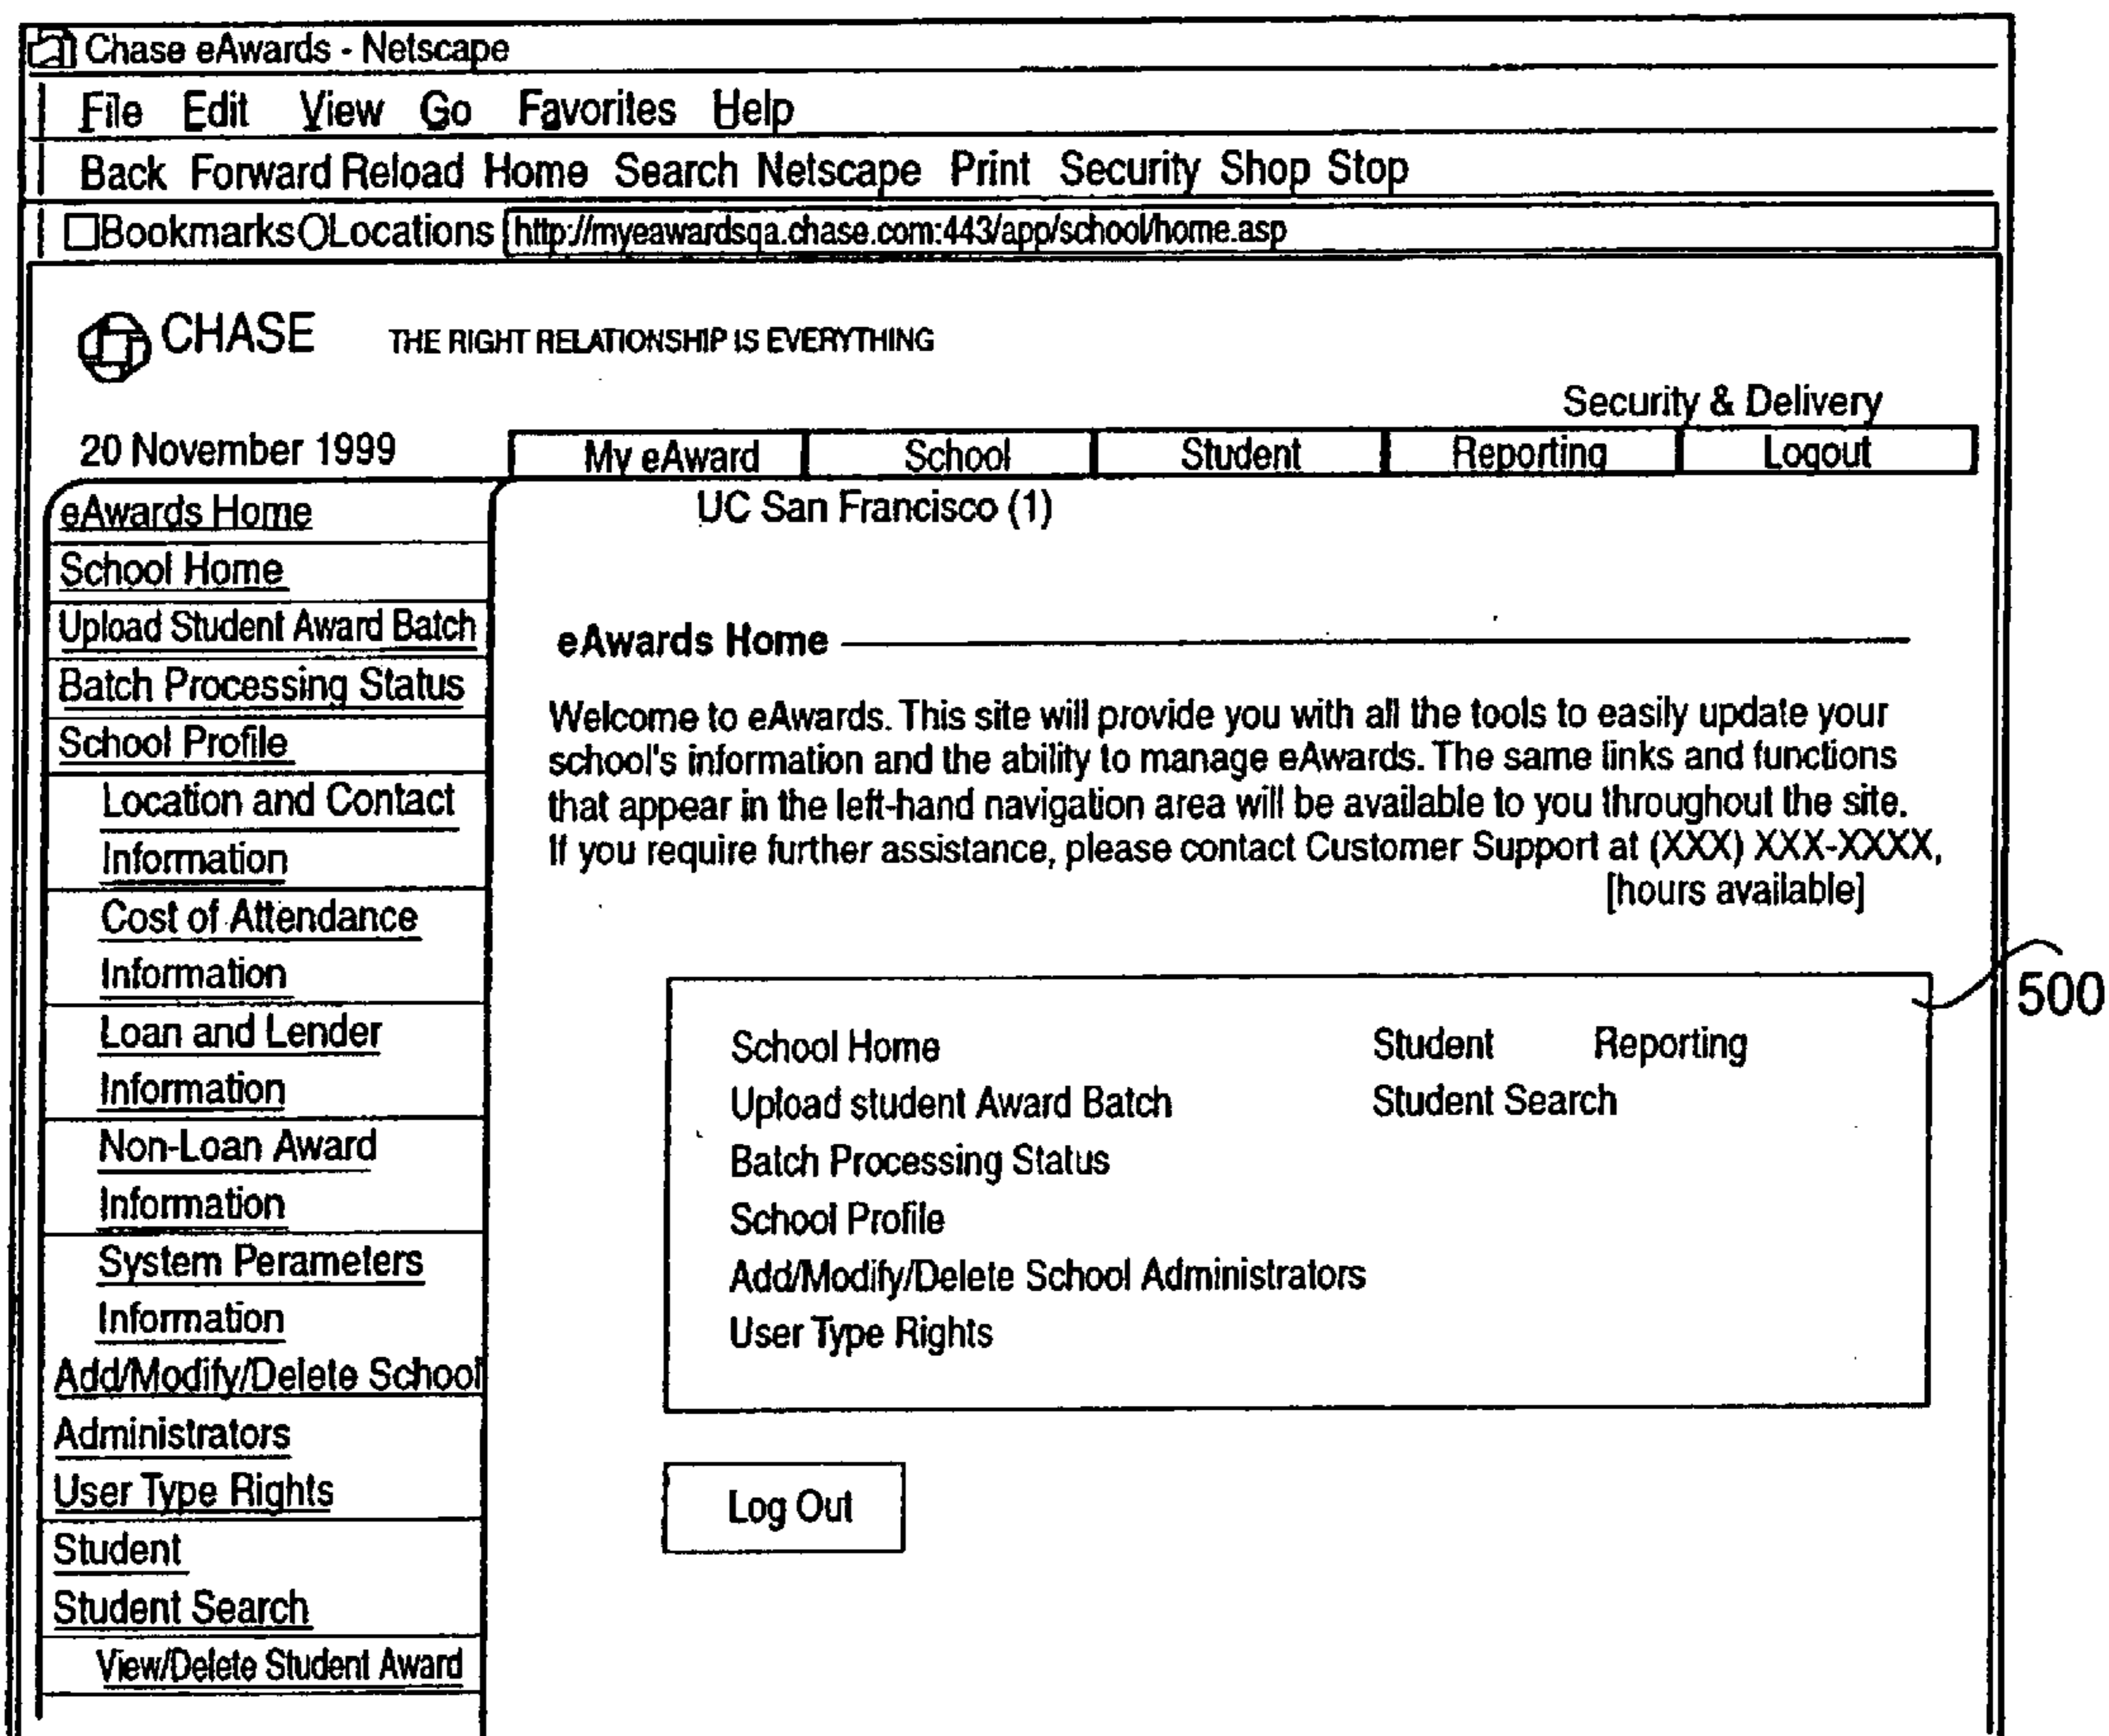 Chase eAwards - Netscape
File Edit View Go Favorites Help
Back Forward Reload Home Search Netscape Print Security Shop Stop
Bookmarks Locations http://myeawardsqa.chase.com:443/app/school/home.asp
CHASE THE RIGHT RELATIONSHIP IS EVERYTHING
Security & Delivery
20 November 1999 My eAward School Student Reporting Logout
UC San Francisco (1)
eAwards Home
School Home
Upload Student Award Batch
Batch Processing Status
School Profile
Location and Contact
Information
Cost of Attendance
Information
Loan and Lender
Information
Non-Loan Award
Information
System Perameters
Information
Add/Modify/Delete School
Administrators
User Type Rights
Student
Student Search
View/Delete Student Award
eAwards Home
Welcome to eAwards. This site will provide you with all the tools to easily update your
school's information and the ability to manage eAwards. The same links and functions
that appear in the left-hand navigation area will be available to you throughout the site.
If you require further assistance, please contact Customer Support at (XXX) XXX-XXXX,
[hours available]
500
School Home Student Reporting
Upload student Award Batch Student Search
Batch Processing Status
School Profile
Add/Modify/Delete School Administrators
User Type Rights
Log Out